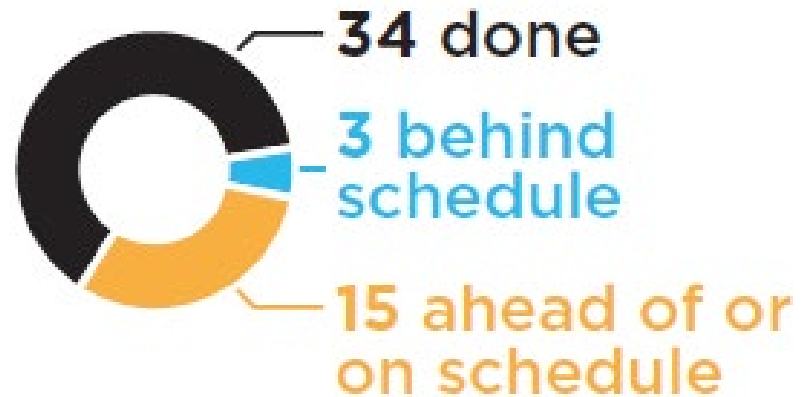 34 done
3 behind
schedule
15 ahead of or
on schedule